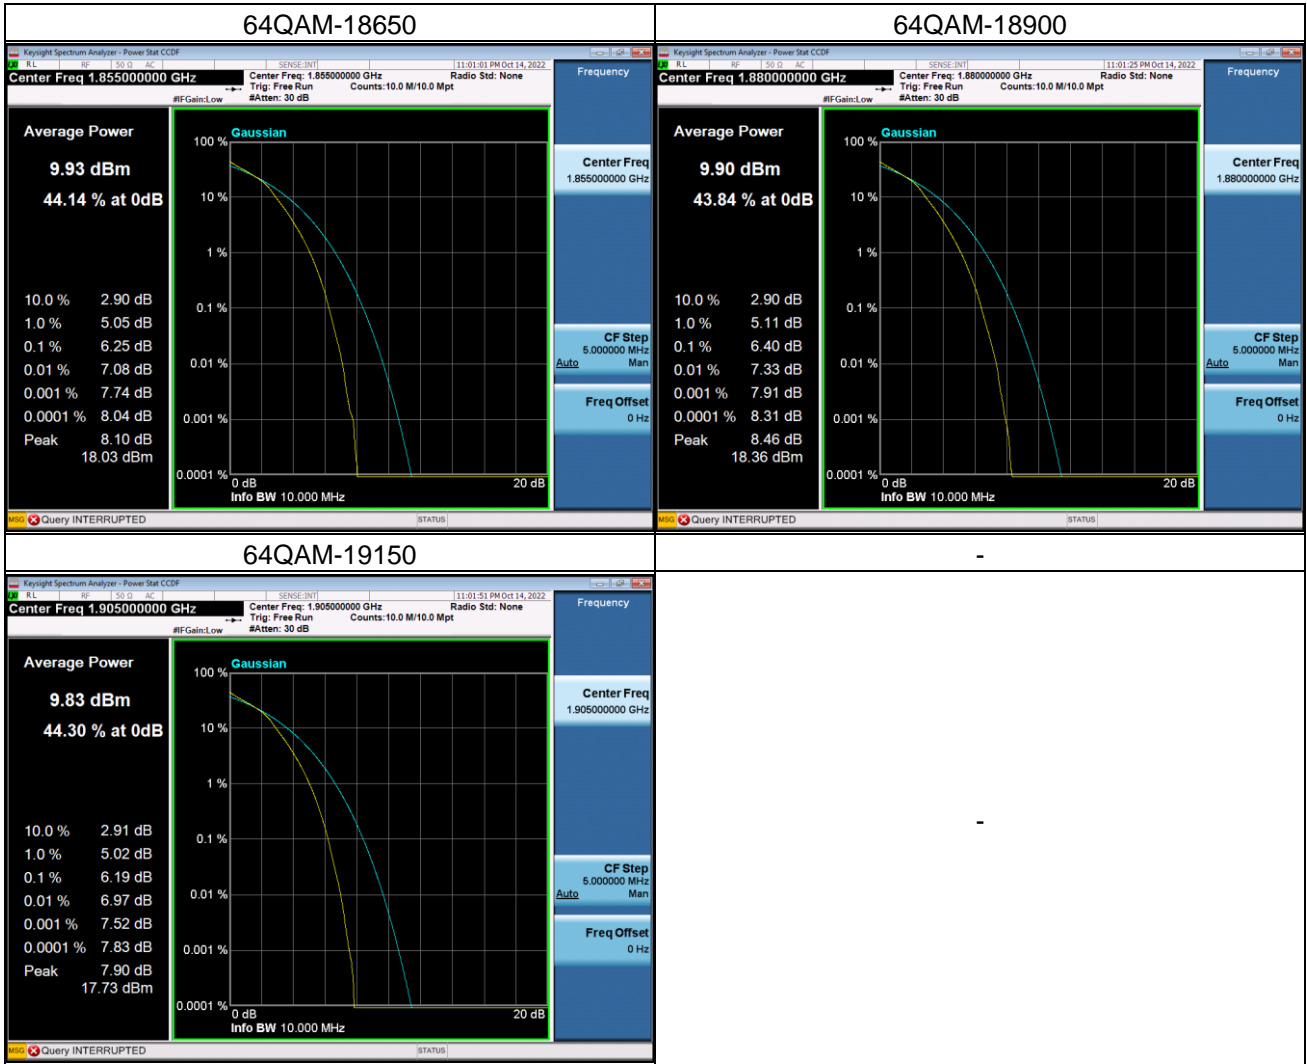 64QAM-18650
Keysight Spectrum Analyzer - Power Stat CCDF
RL RF 50 Ω AC SENSE:INT 11:01:01 PM Oct 14, 2022
Center Freq 1.855000000 GHz
Center Freq: 1.855000000 GHz Radio Std: None
Trig: Free Run Counts:10.0 M/10.0 Mpt
#IFGain:Low #Atten: 30 dB
Frequency
Average Power
9.93 dBm
44.14 % at 0dB
10.0 % 2.90 dB
1.0 % 5.05 dB
0.1 % 6.25 dB
0.01 % 7.08 dB
0.001 % 7.74 dB
0.0001 % 8.04 dB
Peak 8.10 dB
18.03 dBm
Gaussian
100 %
10 %
1 %
0.1 %
0.01 %
0.001 %
0.0001 %
0 dB 20 dB
Info BW 10.000 MHz
Center Freq
1.855000000 GHz
CF Step
5.000000 MHz
Auto Man
Freq Offset
0 Hz
MSG Query INTERRUPTED STATUS
64QAM-18900
Keysight Spectrum Analyzer - Power Stat CCDF
RL RF 50 Ω AC SENSE:INT 11:01:25 PM Oct 14, 2022
Center Freq 1.880000000 GHz
Center Freq: 1.880000000 GHz Radio Std: None
Trig: Free Run Counts:10.0 M/10.0 Mpt
#IFGain:Low #Atten: 30 dB
Frequency
Average Power
9.90 dBm
43.84 % at 0dB
10.0 % 2.90 dB
1.0 % 5.11 dB
0.1 % 6.40 dB
0.01 % 7.33 dB
0.001 % 7.91 dB
0.0001 % 8.31 dB
Peak 8.46 dB
18.36 dBm
Gaussian
100 %
10 %
1 %
0.1 %
0.01 %
0.001 %
0.0001 %
0 dB 20 dB
Info BW 10.000 MHz
Center Freq
1.880000000 GHz
CF Step
5.000000 MHz
Auto Man
Freq Offset
0 Hz
MSG Query INTERRUPTED STATUS
64QAM-19150
Keysight Spectrum Analyzer - Power Stat CCDF
RL RF 50 Ω AC SENSE:INT 11:01:51 PM Oct 14, 2022
Center Freq 1.905000000 GHz
Center Freq: 1.905000000 GHz Radio Std: None
Trig: Free Run Counts:10.0 M/10.0 Mpt
#IFGain:Low #Atten: 30 dB
Frequency
Average Power
9.83 dBm
44.30 % at 0dB
10.0 % 2.91 dB
1.0 % 5.02 dB
0.1 % 6.19 dB
0.01 % 6.97 dB
0.001 % 7.52 dB
0.0001 % 7.83 dB
Peak 7.90 dB
17.73 dBm
Gaussian
100 %
10 %
1 %
0.1 %
0.01 %
0.001 %
0.0001 %
0 dB 20 dB
Info BW 10.000 MHz
Center Freq
1.905000000 GHz
CF Step
5.000000 MHz
Auto Man
Freq Offset
0 Hz
MSG Query INTERRUPTED STATUS
-
-